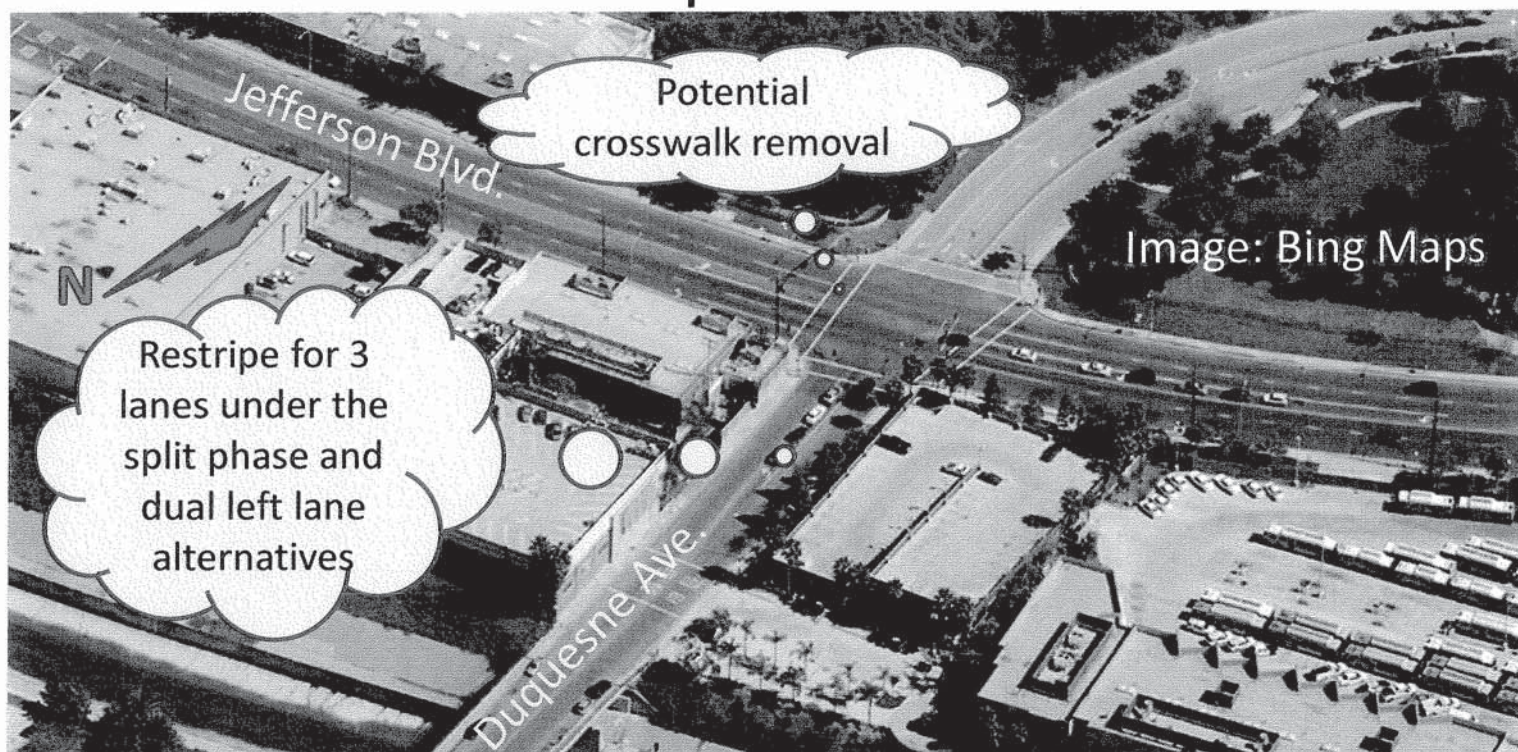 Potential
crosswalk removal
Jefferson Blvd.
Image: Bing Maps
N
Restripe for 3
lanes under the
split phase and
dual left lane
alternatives
Duquesne Ave.